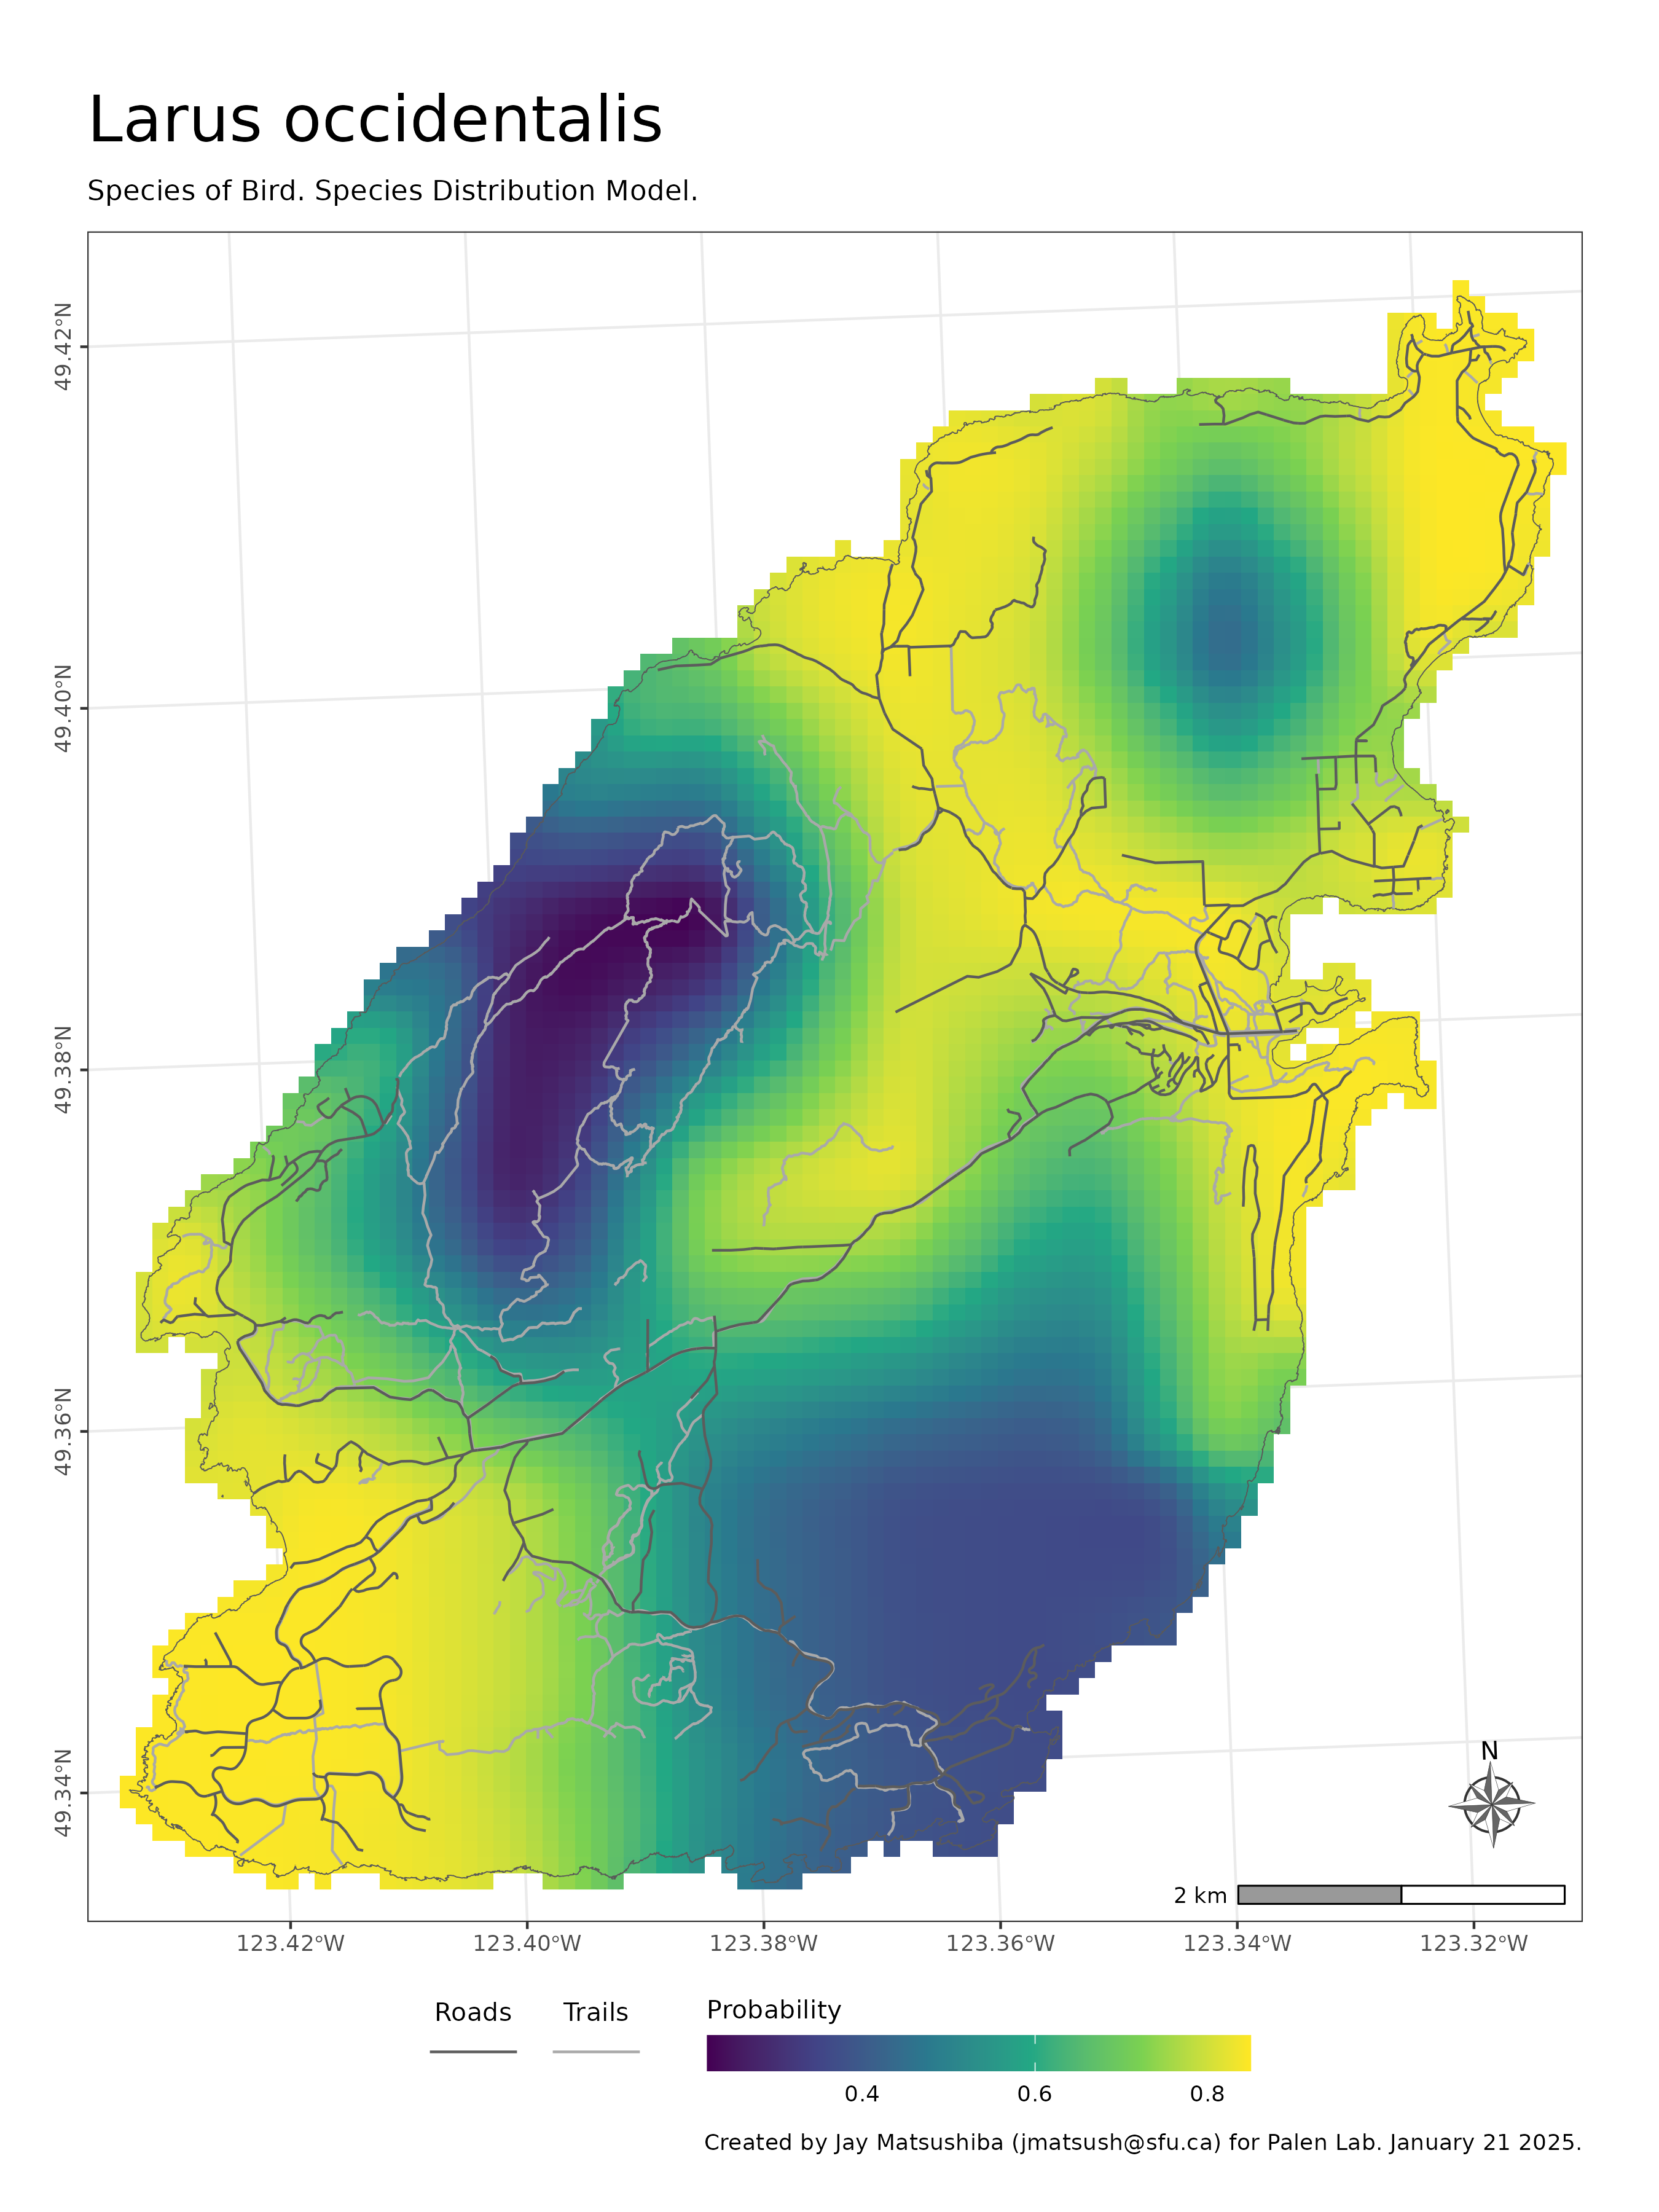 Larus occidentalis
Species of Bird. Species Distribution Model.
49.42°N
49.40°N
49.38°N
49.36°N
49.34°N
N
2 km
123.42°W 123.40°W 123.38°W 123.36°W 123.34°W 123.32°W
Roads Trails Probability
0.4 0.6 0.8
Created by Jay Matsushiba (jmatsush@sfu.ca) for Palen Lab. January 21 2025.